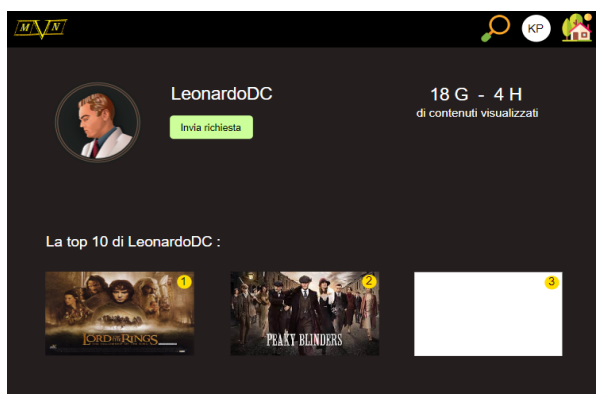 MVN
KP
LeonardoDC
Invia richiesta
18 G - 4 H
di contenuti visualizzati
La top 10 di LeonardoDC :
1
2
3
LORD OF THE RINGS
PEAKY BLINDERS